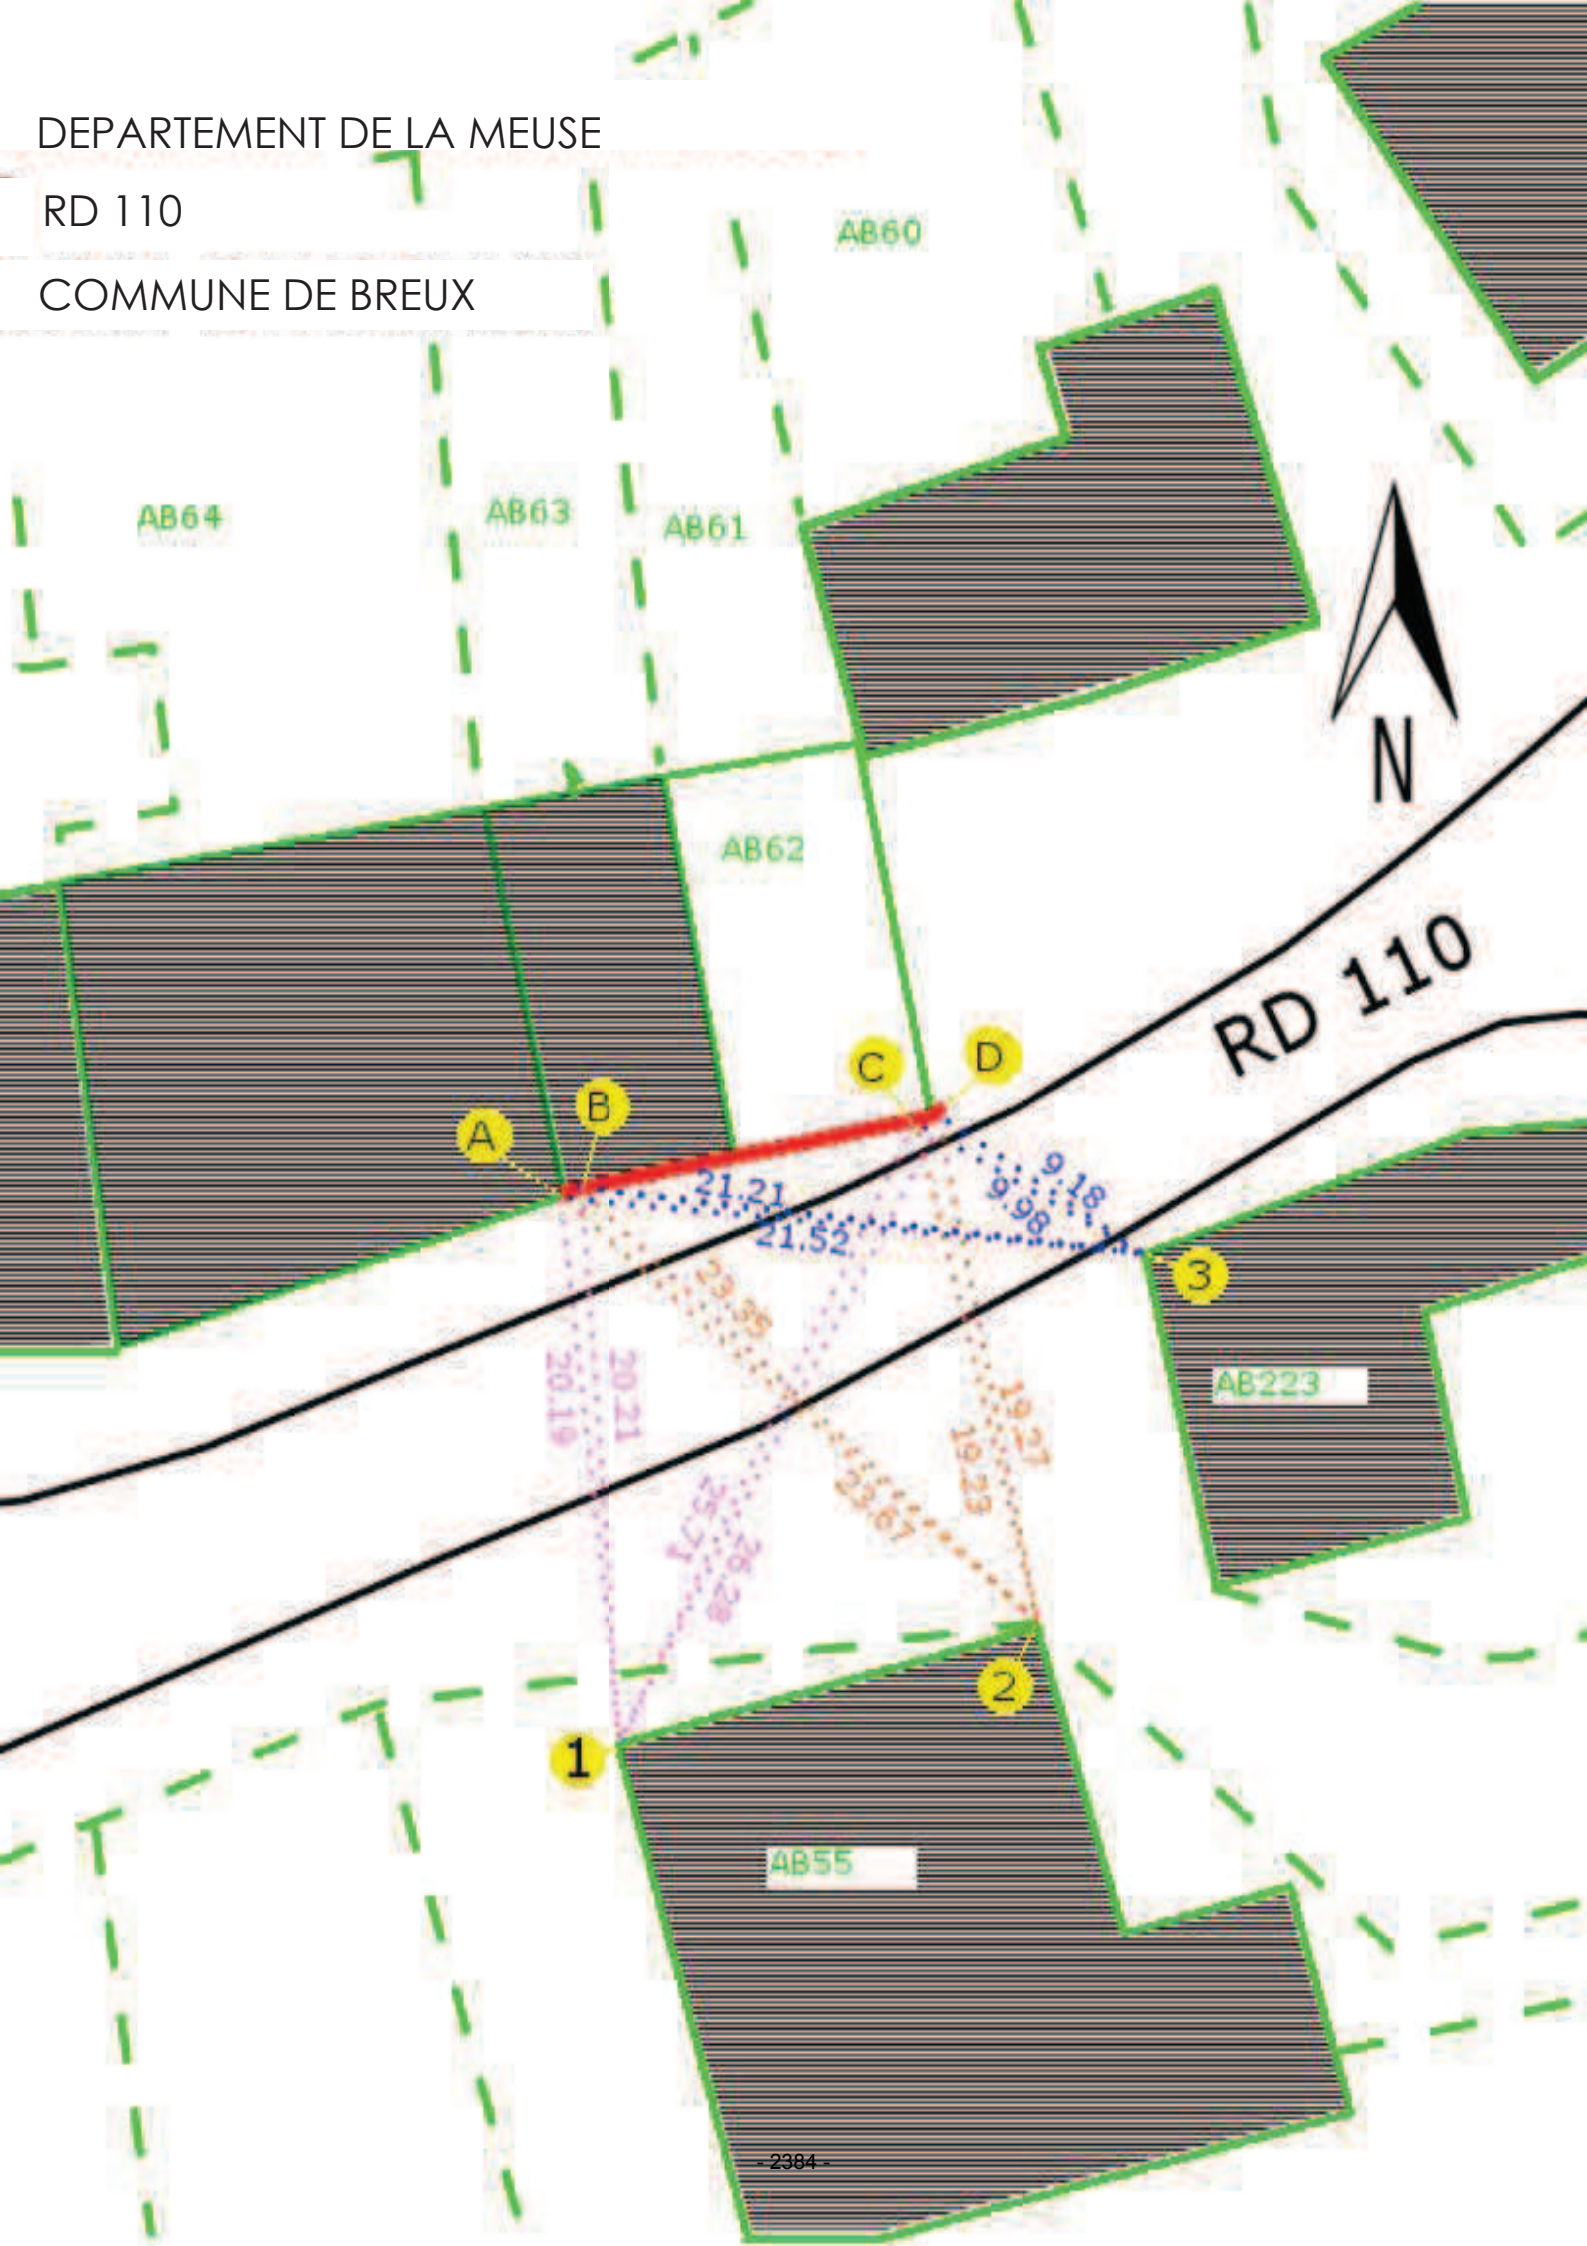 DEPARTEMENT DE LA MEUSE
RD 110
COMMUNE DE BREUX
AB60
AB64
AB63
AB61
N
AB62
RD 110
C
D
B
A
21.21
9.18
9.98
21.52
3
23.35
20.19
20.21
AB223
19.27
19.23
25.71
23.67
26.28
2
1
AB55
- 2384 -